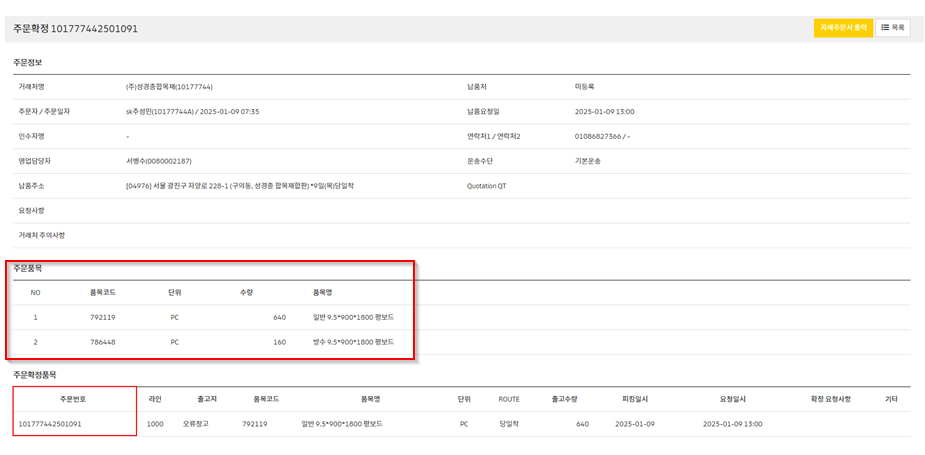 주문확정 101777442501091
자재주문서 출력 목록
주문정보
거래처명 (주)성경종합목재(10177744) 납품처 미등록
주문자 / 주문일자 sk주성민(10177744A) / 2025-01-09 07:35 납품요청일 2025-01-09 13:00
인수자명 - 연락처1 / 연락처2 01086827366 / -
영업담당자 서병수(0080002187) 운송수단 기본운송
납품주소 [04976] 서울 광진구 자양로 228-1 (구의동, 성경종 합목재합판) *9일(목)당일착 Quotation QT
요청사항
거래처 주의사항
주문품목
NO 품목코드 단위 수량 품목명
1 792119 PC 640 일반 9.5*900*1800 평보드
2 786448 PC 160 방수 9.5*900*1800 평보드
주문확정품목
주문번호 라인 출고지 품목코드 품목명 단위 ROUTE 출고수량 피킹일시 요청일시 확정 요청사항 기타
101777442501091 1000 오류창고 792119 일반 9.5*900*1800 평보드 PC 당일착 640 2025-01-09 2025-01-09 13:00